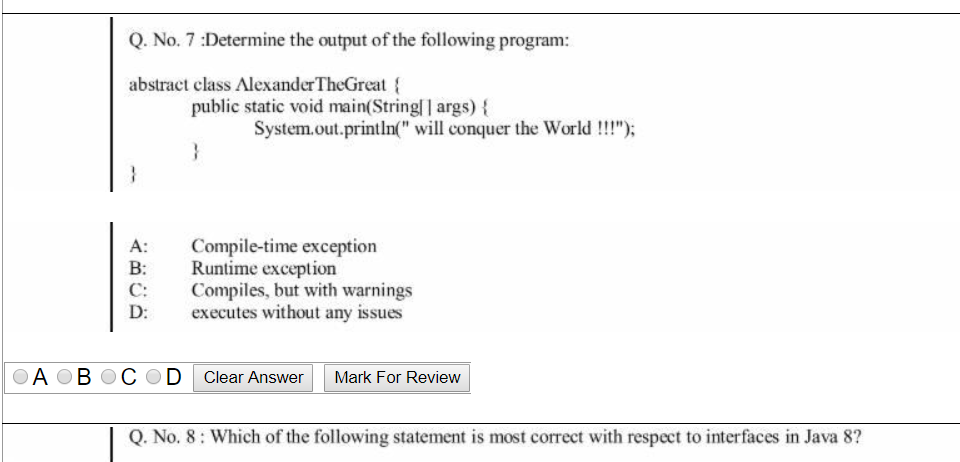 Q. No. 7 :Determine the output of the following program:
abstract class AlexanderTheGreat {
public static void main(String[] args) {
System.out.println(" will conquer the World !!!");
}
}
A: Compile-time exception
B: Runtime exception
C: Compiles, but with warnings
D: executes without any issues
A B C D Clear Answer Mark For Review
Q. No. 8 : Which of the following statement is most correct with respect to interfaces in Java 8?